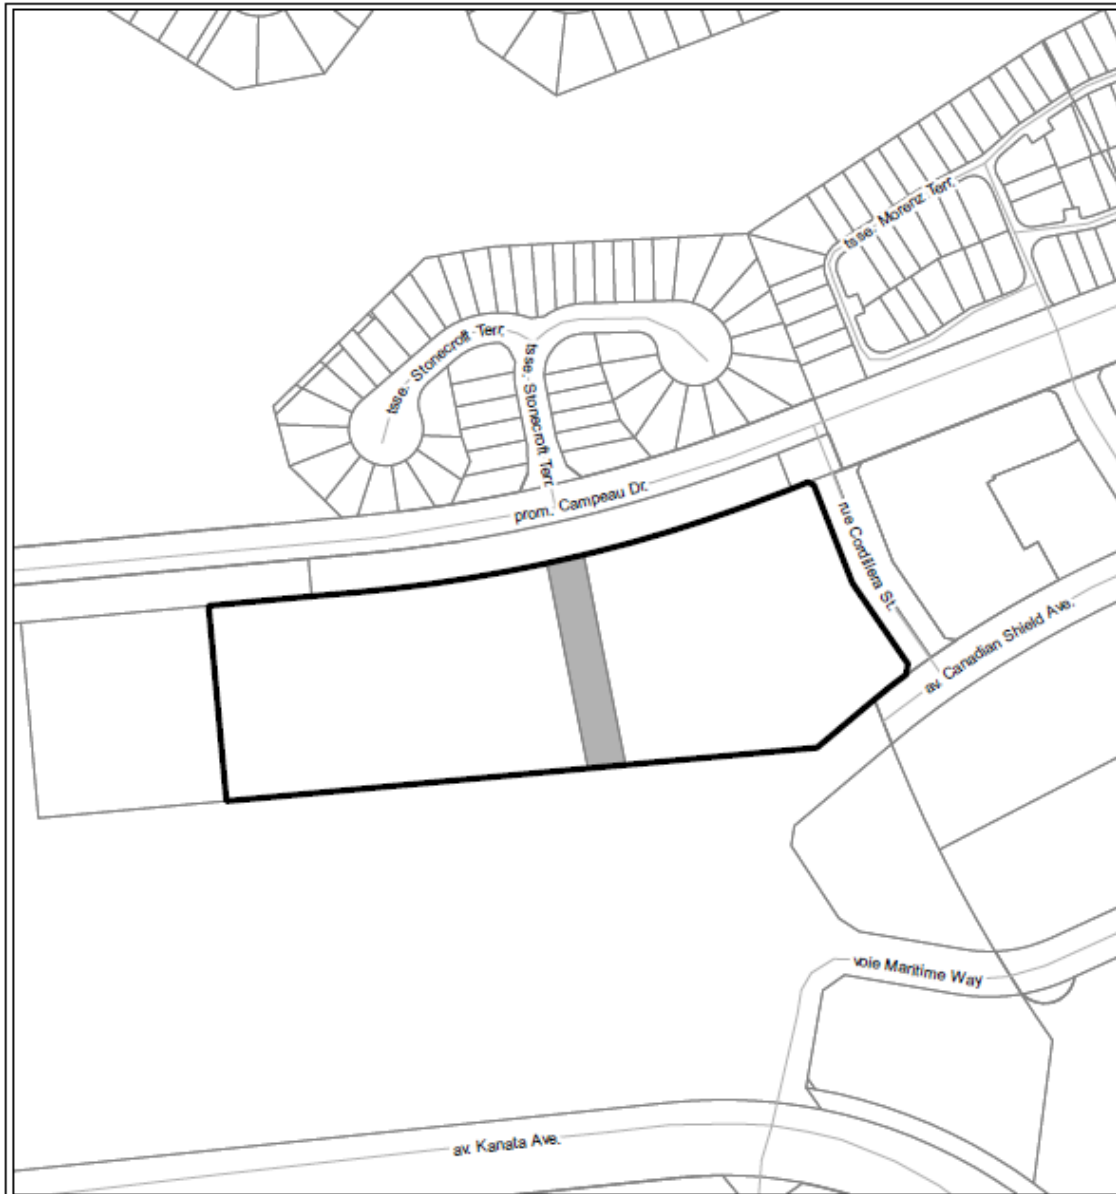 tsse. Morenz Terr.
tsse. Stonecroft Terr.
tsse. Stonecroft Terr.
prom. Campeau Dr.
rue Cordillera St.
av. Canadian Shield Ave.
voie Maritime Way
av. Kanata Ave.